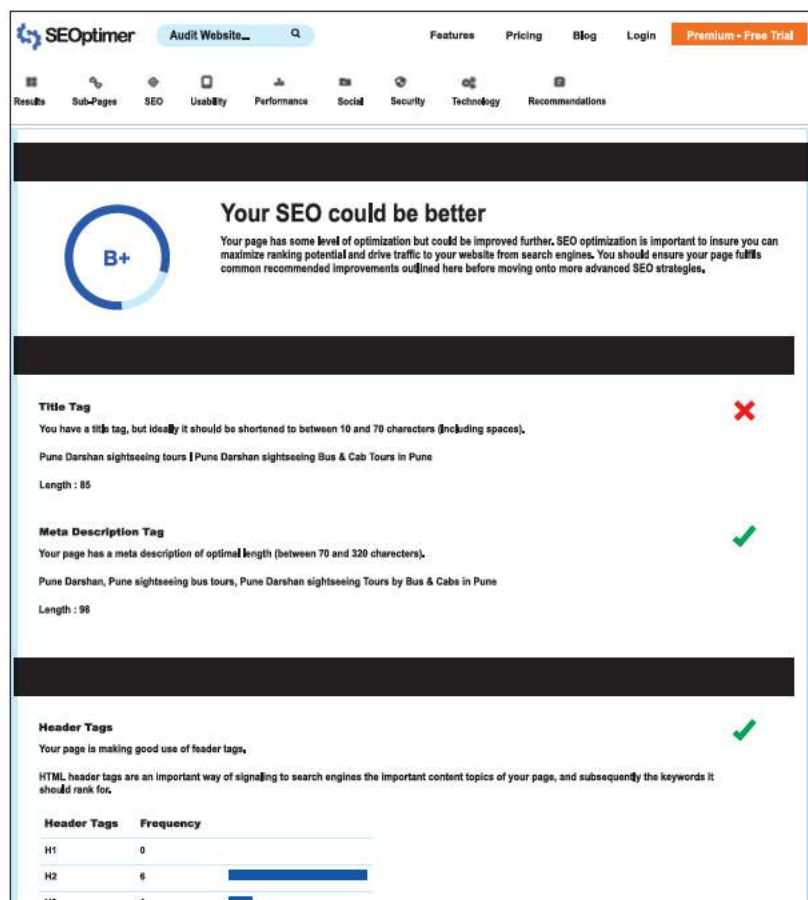 SEOptimer
Audit Website_
Features
Pricing
Blog
Login
Premium - Free Trial
Results
Sub-Pages
SEO
Usability
Performance
Social
Security
Technology
Recommendations
B+
Your SEO could be better
Your page has some level of optimization but could be improved further. SEO optimization is important to insure you can
maximize ranking potential and drive traffic to your website from search engines. You should ensure your page fulfils
common recommended improvements outlined here before moving onto more advanced SEO strategies,
Title Tag
You have a title tag, but ideally it should be shortened to between 10 and 70 charecters (including spaces).
Pune Darshan sightseeing tours I Pune Darshan sightseeing Bus & Cab Tours in Pune
Length : 85
Meta Description Tag
Your page has a meta description of optimal length (between 70 and 320 charecters).
Pune Darshan, Pune sightseeing bus tours, Pune Darshan sightseeing Tours by Bus & Cabs in Pune
Length : 98
Header Tags
Your page is making good use of feader tags,
HTML header tags are an important way of signaling to search engines the important content topics of your page, and subsequently the keywords it
should rank for.
Header Tags Frequency
H1 0
H2 6